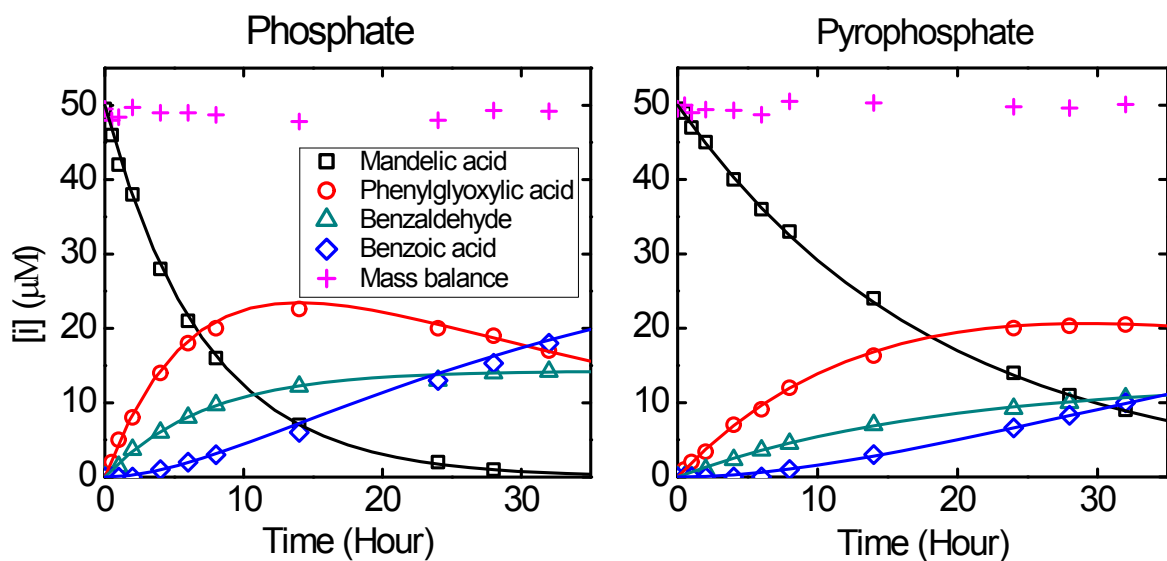 Phosphate
50
40
30
20
10
0
0
10
20
30
[i] (μM)
Time (Hour)
Mandelic acid
Phenylglyoxylic acid
Benzaldehyde
Benzoic acid
Mass balance
Pyrophosphate
50
40
30
20
10
0
0
10
20
30
Time (Hour)